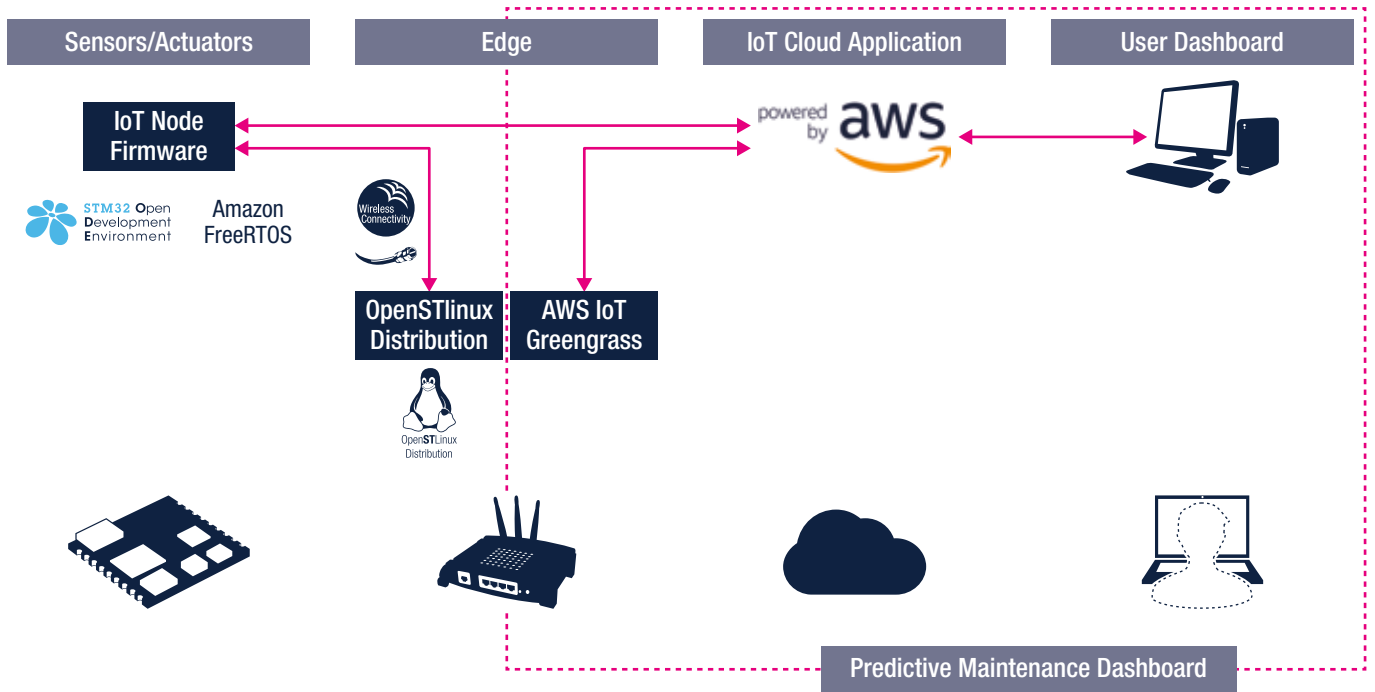 Sensors/Actuators
Edge
IoT Cloud Application
User Dashboard
IoT Node
Firmware
powered
by
aws
STM32 Open
Development
Environment
Amazon
FreeRTOS
Wireless
Connectivity
OpenSTlinux
Distribution
AWS IoT
Greengrass
OpenSTLinux
Distribution
Predictive Maintenance Dashboard